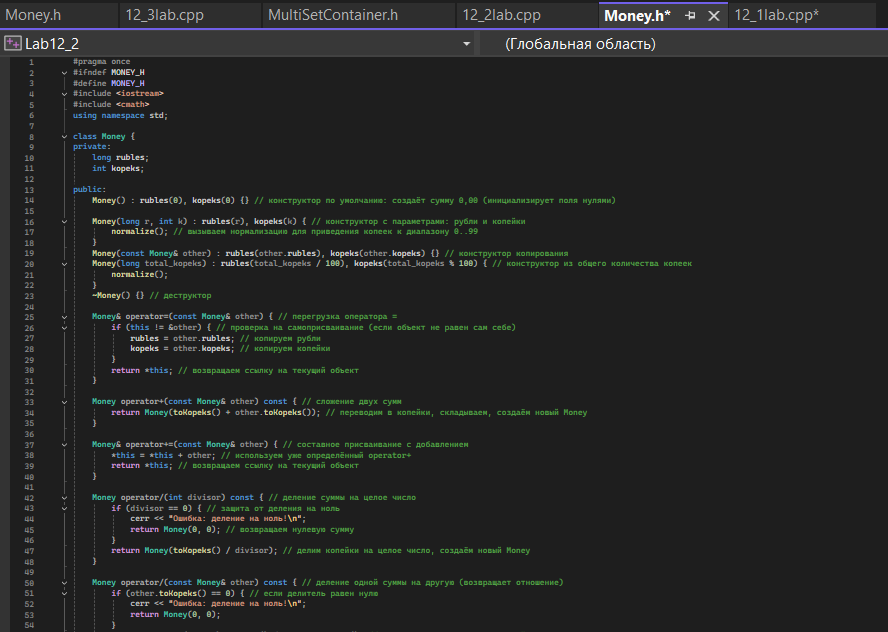 Money.h 12_3lab.cpp MultiSetContainer.h 12_2lab.cpp Money.h* 12_1lab.cpp*
Lab12_2 (Глобальная область)
1 #pragma once
2 #ifndef MONEY_H
3 #define MONEY_H
4 #include <iostream>
5 #include <cmath>
6 using namespace std;
7
8 class Money {
9 private:
10 long rubles;
11 int kopeks;
12
13 public:
14 Money() : rubles(0), kopeks(0) {} // конструктор по умолчанию: создаёт сумму 0,00 (инициализирует поля нулями)
15
16 Money(long r, int k) : rubles(r), kopeks(k) { // конструктор с параметрами: рубли и копейки
17 normalize(); // вызываем нормализацию для приведения копеек к диапазону 0..99
18 }
19 Money(const Money& other) : rubles(other.rubles), kopeks(other.kopeks) {} // конструктор копирования
20 Money(long total_kopeks) : rubles(total_kopeks / 100), kopeks(total_kopeks % 100) { // конструктор из общего количества копеек
21 normalize();
22 }
23 ~Money() {} // деструктор
24
25 Money& operator=(const Money& other) { // перегрузка оператора =
26 if (this != &other) { // проверка на самоприсваивание (если объект не равен сам себе)
27 rubles = other.rubles; // копируем рубли
28 kopeks = other.kopeks; // копируем копейки
29 }
30 return *this; // возвращаем ссылку на текущий объект
31 }
32
33 Money operator+(const Money& other) const { // сложение двух сумм
34 return Money(toKopeks() + other.toKopeks()); // переводим в копейки, складываем, создаём новый Money
35 }
36
37 Money& operator+=(const Money& other) { // составное присваивание с добавлением
38 *this = *this + other; // используем уже определённый operator+
39 return *this; // возвращаем ссылку на текущий объект
40 }
41
42 Money operator/(int divisor) const { // деление суммы на целое число
43 if (divisor == 0) { // защита от деления на ноль
44 cerr << "Ошибка: деление на ноль!\n";
45 return Money(0, 0); // возвращаем нулевую сумму
46 }
47 return Money(toKopeks() / divisor); // делим копейки на целое число, создаём новый Money
48 }
49
50 Money operator/(const Money& other) const { // деление одной суммы на другую (возвращает отношение)
51 if (other.toKopeks() == 0) { // если делитель равен нулю
52 cerr << "Ошибка: деление на ноль!\n";
53 return Money(0, 0);
54 }